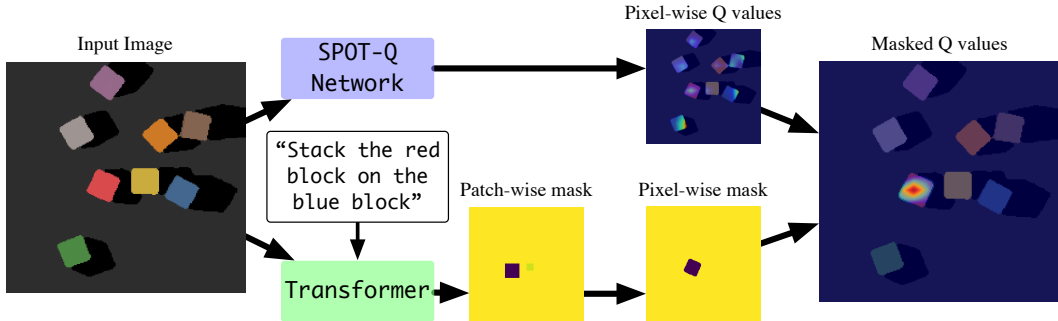 Input Image
SPOT-Q
Network
Pixel-wise Q values
Masked Q values
“Stack the red
block on the
blue block”
Patch-wise mask
Pixel-wise mask
Transformer